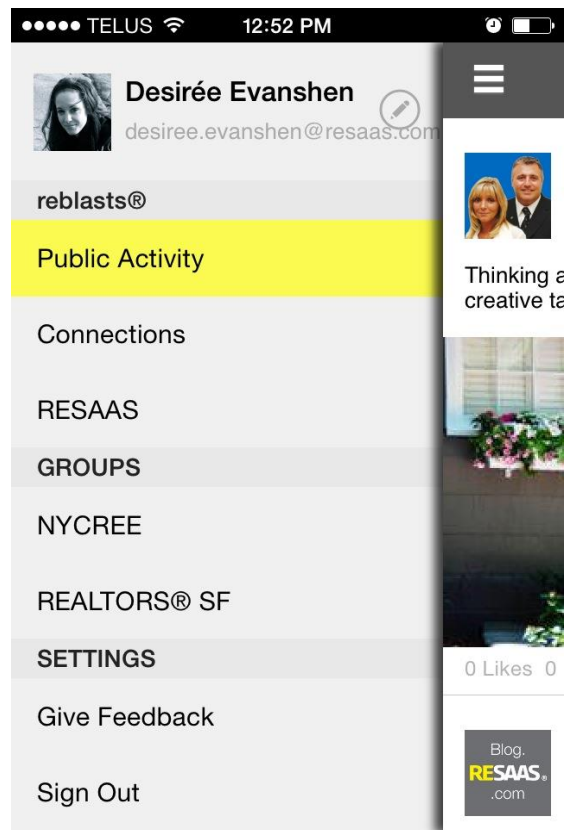 TELUS 12:52 PM
Desirée Evanshen
desiree.evanshen@resaas.com
reblasts®
Public Activity
Connections
RESAAS
GROUPS
NYCREE
REALTORS® SF
SETTINGS
Give Feedback
Sign Out
Thinking a
creative ta
0 Likes 0
Blog.
RESAAS®
.com